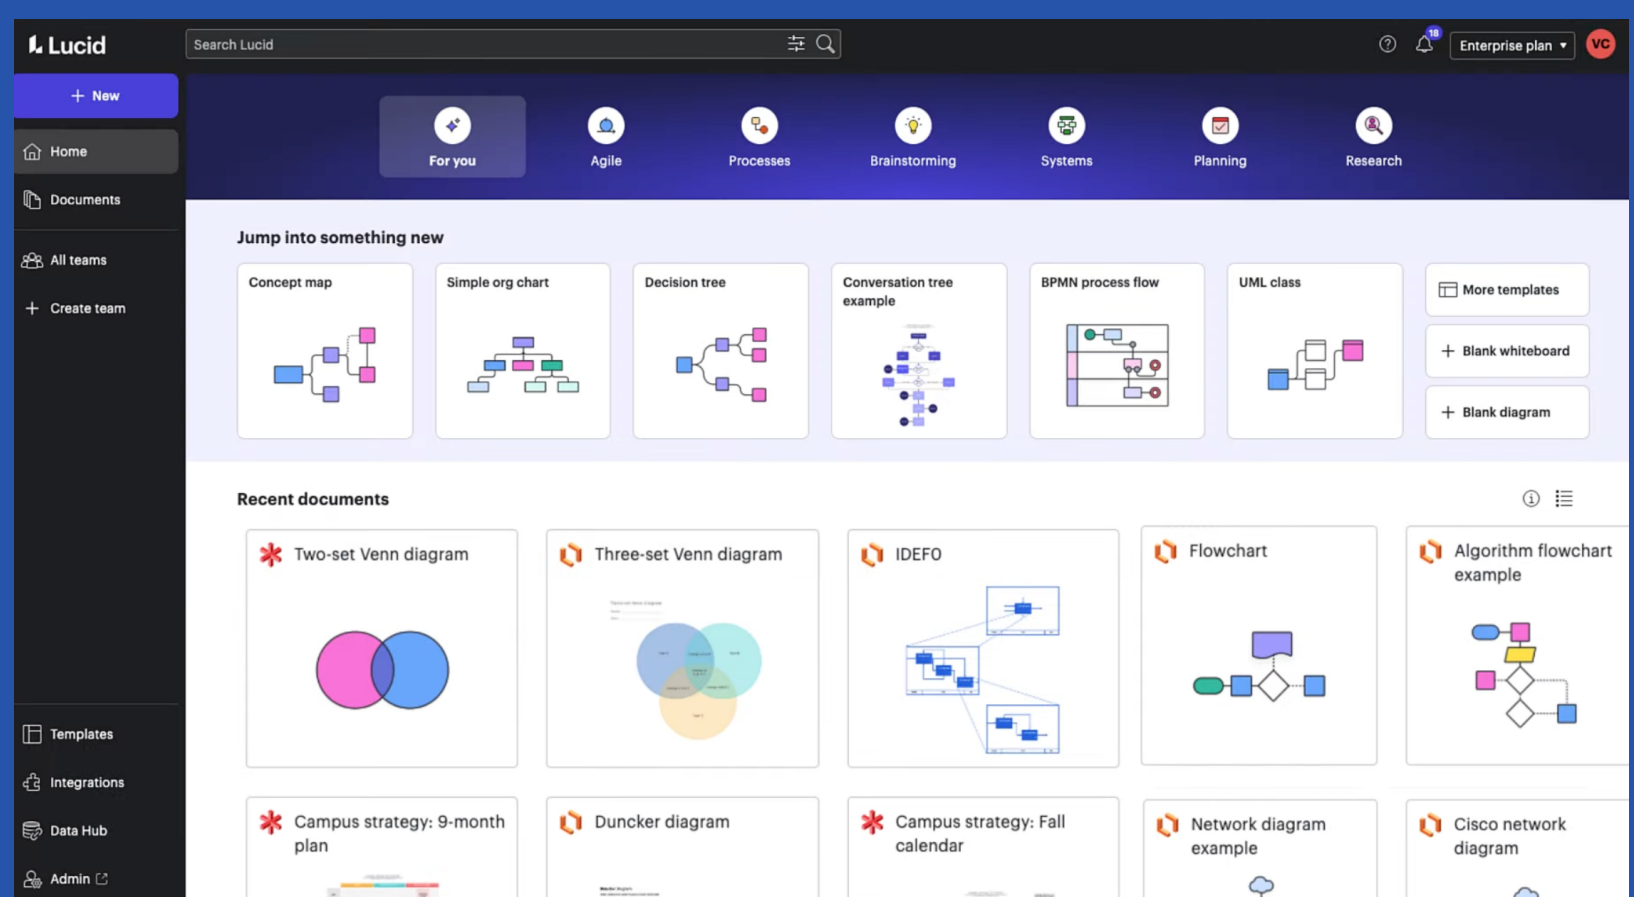 Lucid
Search Lucid
18
Enterprise plan
VC
+ New
Home
Documents
All teams
+ Create team
Templates
Integrations
Data Hub
Admin
For you
Agile
Processes
Brainstorming
Systems
Planning
Research
Jump into something new
Concept map
Simple org chart
Decision tree
Conversation tree
example
BPMN process flow
UML class
More templates
+ Blank whiteboard
+ Blank diagram
Recent documents
Two-set Venn diagram
Three-set Venn diagram
Three-set Venn diagram
IDEF0
Flowchart
Algorithm flowchart
example
Campus strategy: 9-month
plan
Duncker diagram
Campus strategy: Fall
calendar
Network diagram
example
Cisco network
diagram